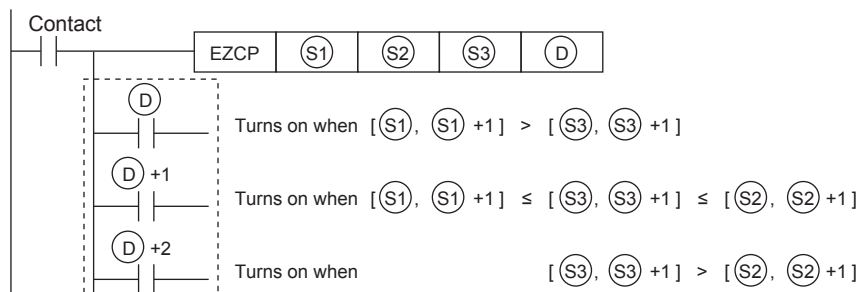 Contact
EZCP S1 S2 S3 D
D
Turns on when [S1, S1 +1] > [S3, S3 +1]
D +1
Turns on when [S1, S1 +1] ≤ [S3, S3 +1] ≤ [S2, S2 +1]
D +2
Turns on when [S3, S3 +1] > [S2, S2 +1]